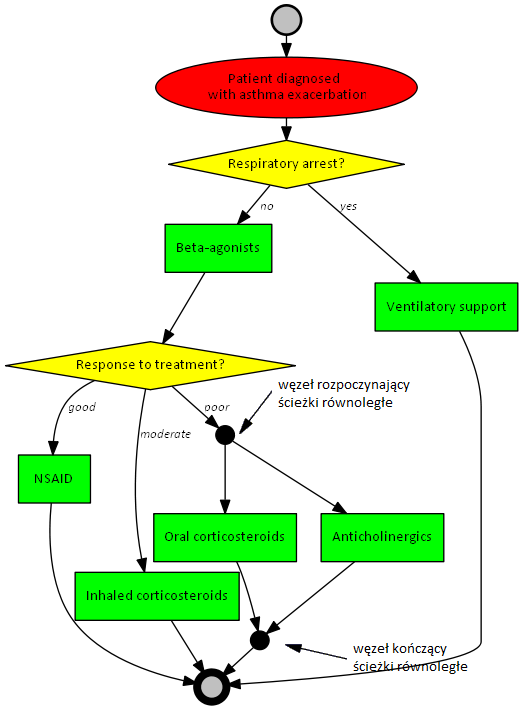 Patient diagnosed
with asthma exacerbation
Respiratory arrest?
no
yes
Beta-agonists
Ventilatory support
Response to treatment?
węzeł rozpoczynający
ścieżki równoległe
good
moderate
poor
NSAID
Oral corticosteroids
Anticholinergics
Inhaled corticosteroids
węzeł kończący
ścieżki równoległe